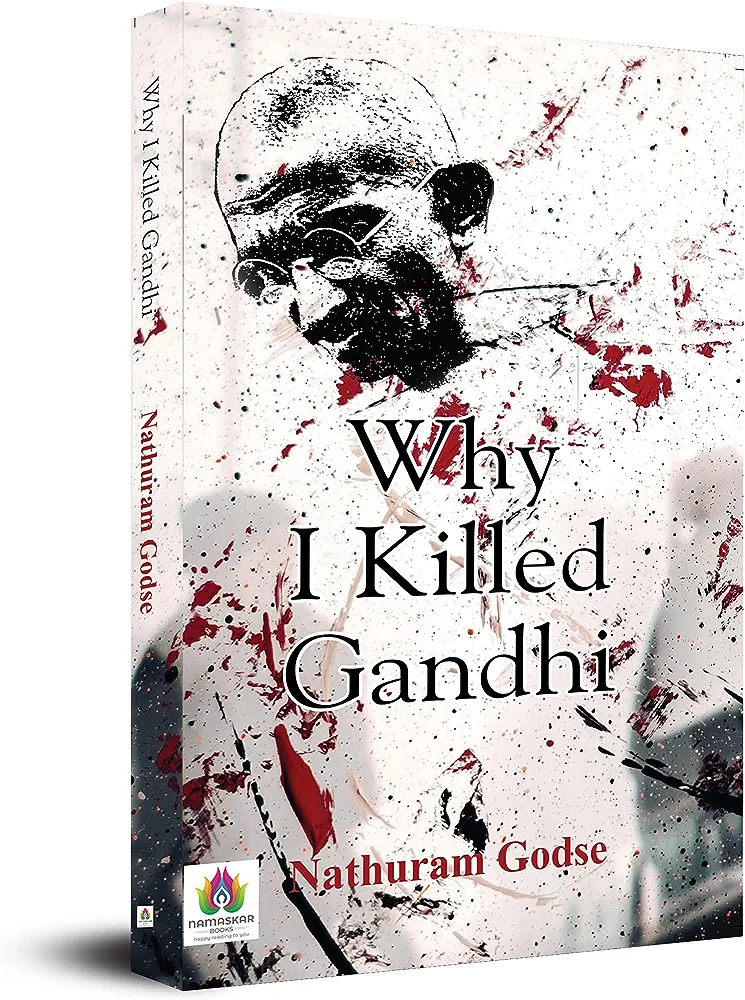 Why I Killed Gandhi
Nathuram Godse
Why
I Killed
Gandhi
Nathuram Godse
NAMASKAR
BOOKS
happy reading to you